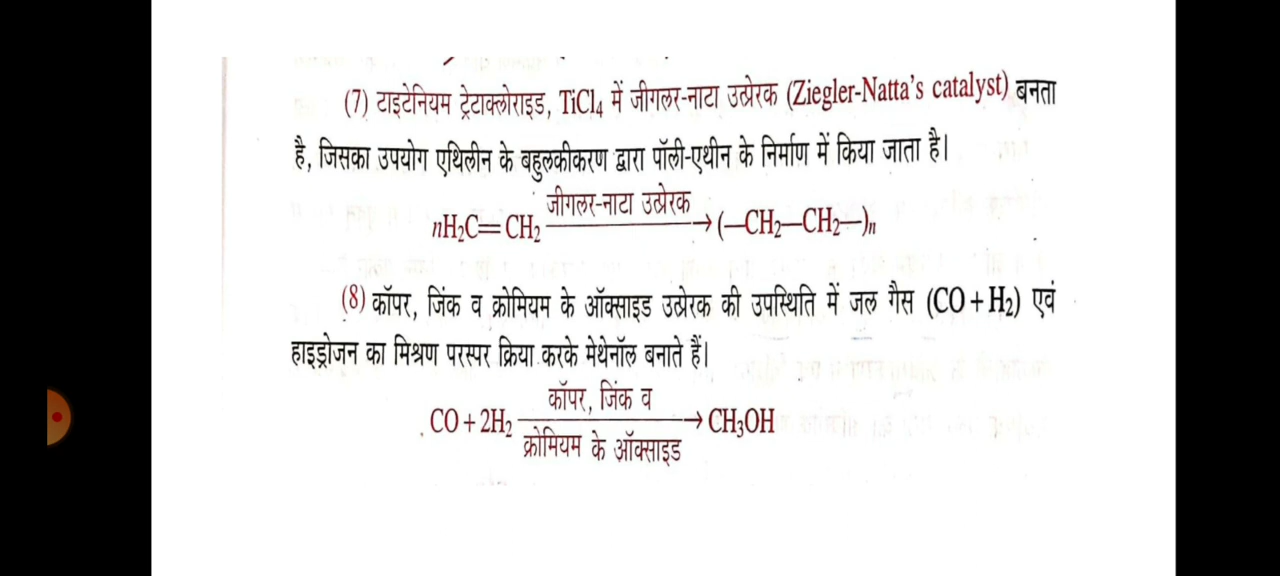 (7) टाइटेनियम ट्रेटाक्लोराइड, TiCl4 में जीगलर-नाटा उत्प्रेरक (Ziegler-Natta's catalyst) बनता
है, जिसका उपयोग एथिलीन के बहुलकीकरण द्वारा पॉली-एथीन के निर्माण में किया जाता है।
जीगलर-नाटा उत्प्रेरक
nH2C=CH2 → (—CH2—CH2—)n
(8) कॉपर, जिंक व क्रोमियम के ऑक्साइड उत्प्रेरक की उपस्थिति में जल गैस (CO+H2) एवं
हाइड्रोजन का मिश्रण परस्पर क्रिया करके मेथेनॉल बनाते हैं।
कॉपर, जिंक व
CO+2H2 → CH3OH
क्रोमियम के ऑक्साइड